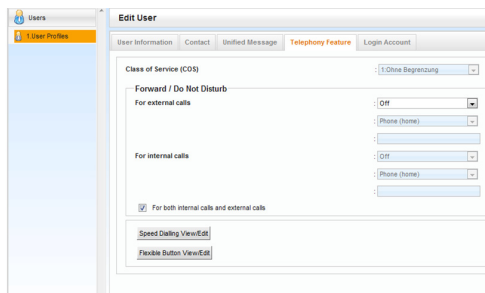 Users
1.User Profiles
Edit User
User Information Contact Unified Message Telephony Feature Login Account
Class of Service (COS) : 1:Ohne Begrenzung
Forward / Do Not Disturb
For external calls : Off
: Phone (home)
:
For internal calls : Off
: Phone (home)
:
For both internal calls and external calls
Speed Dialling View/Edit
Flexible Button View/Edit